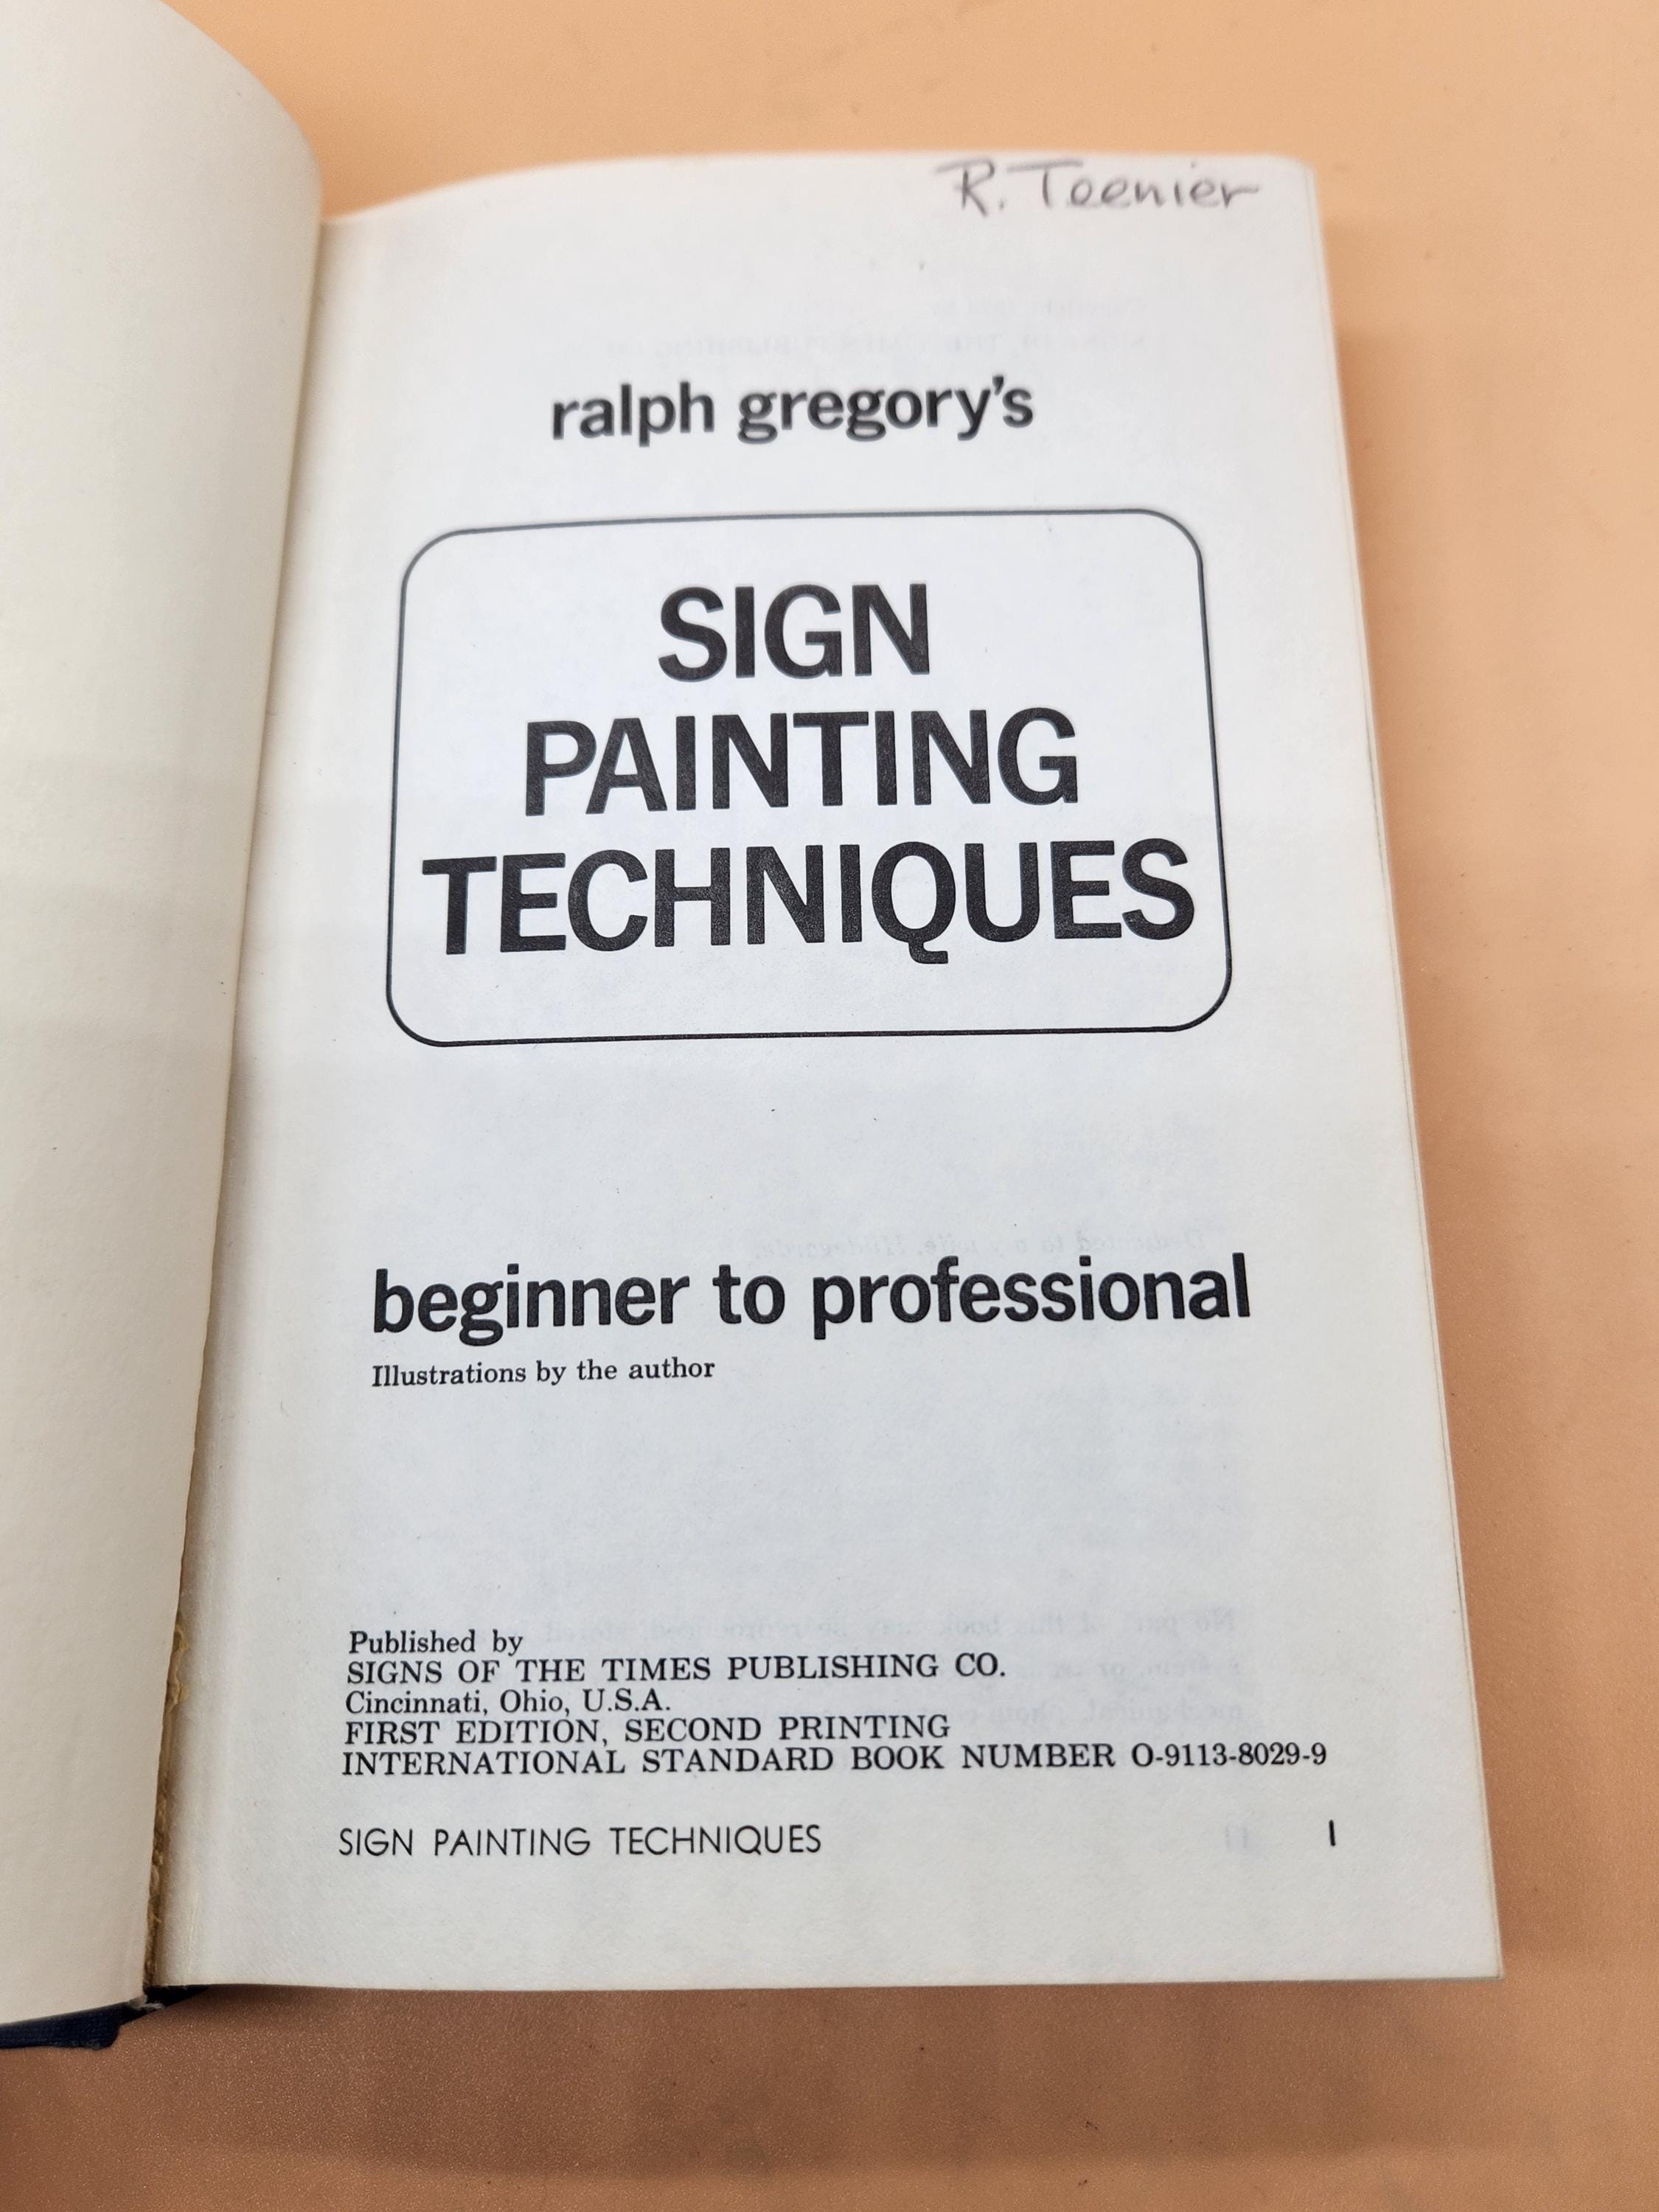 R. Teenier
ralph gregory's
SIGN
PAINTING
TECHNIQUES
beginner to professional
Illustrations by the author
Published by
SIGNS OF THE TIMES PUBLISHING CO.
Cincinnati, Ohio, U.S.A.
FIRST EDITION, SECOND PRINTING
INTERNATIONAL STANDARD BOOK NUMBER O-9113-8029-9
SIGN PAINTING TECHNIQUES 1